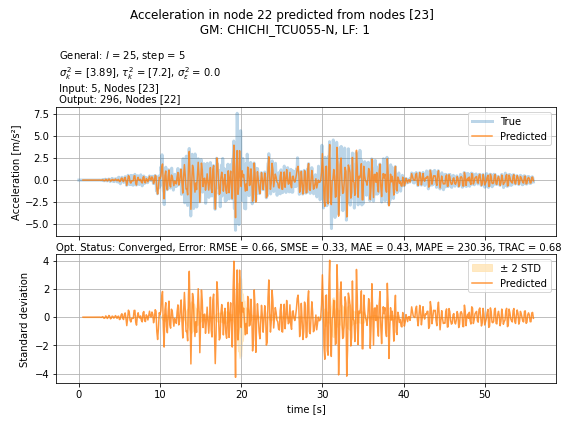 Acceleration in node 22 predicted from nodes [23]
GM: CHICHI_TCU055-N, LF: 1
General: l = 25, step = 5
σ²ₖ = [3.89], τ²ₖ = [7.2], σ²ε = 0.0
Input: 5, Nodes [23]
Output: 296, Nodes [22]
True
Predicted
Acceleration [m/s²]
7.5
5.0
2.5
0.0
−2.5
−5.0
Opt. Status: Converged, Error: RMSE = 0.66, SMSE = 0.33, MAE = 0.43, MAPE = 230.36, TRAC = 0.68
± 2 STD
Predicted
Standard deviation
4
2
0
−2
−4
0 10 20 30 40 50
time [s]